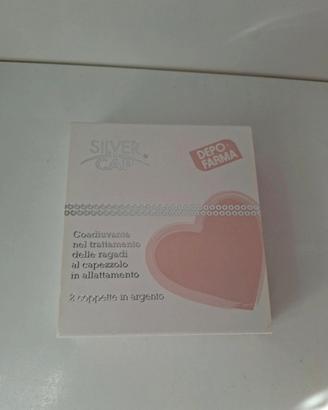 SILVER
CAP
DEPO
FARMA
Coadiuvante
nel trattamento
delle ragadi
al capezzolo
in allattamento
2 coppette in argento